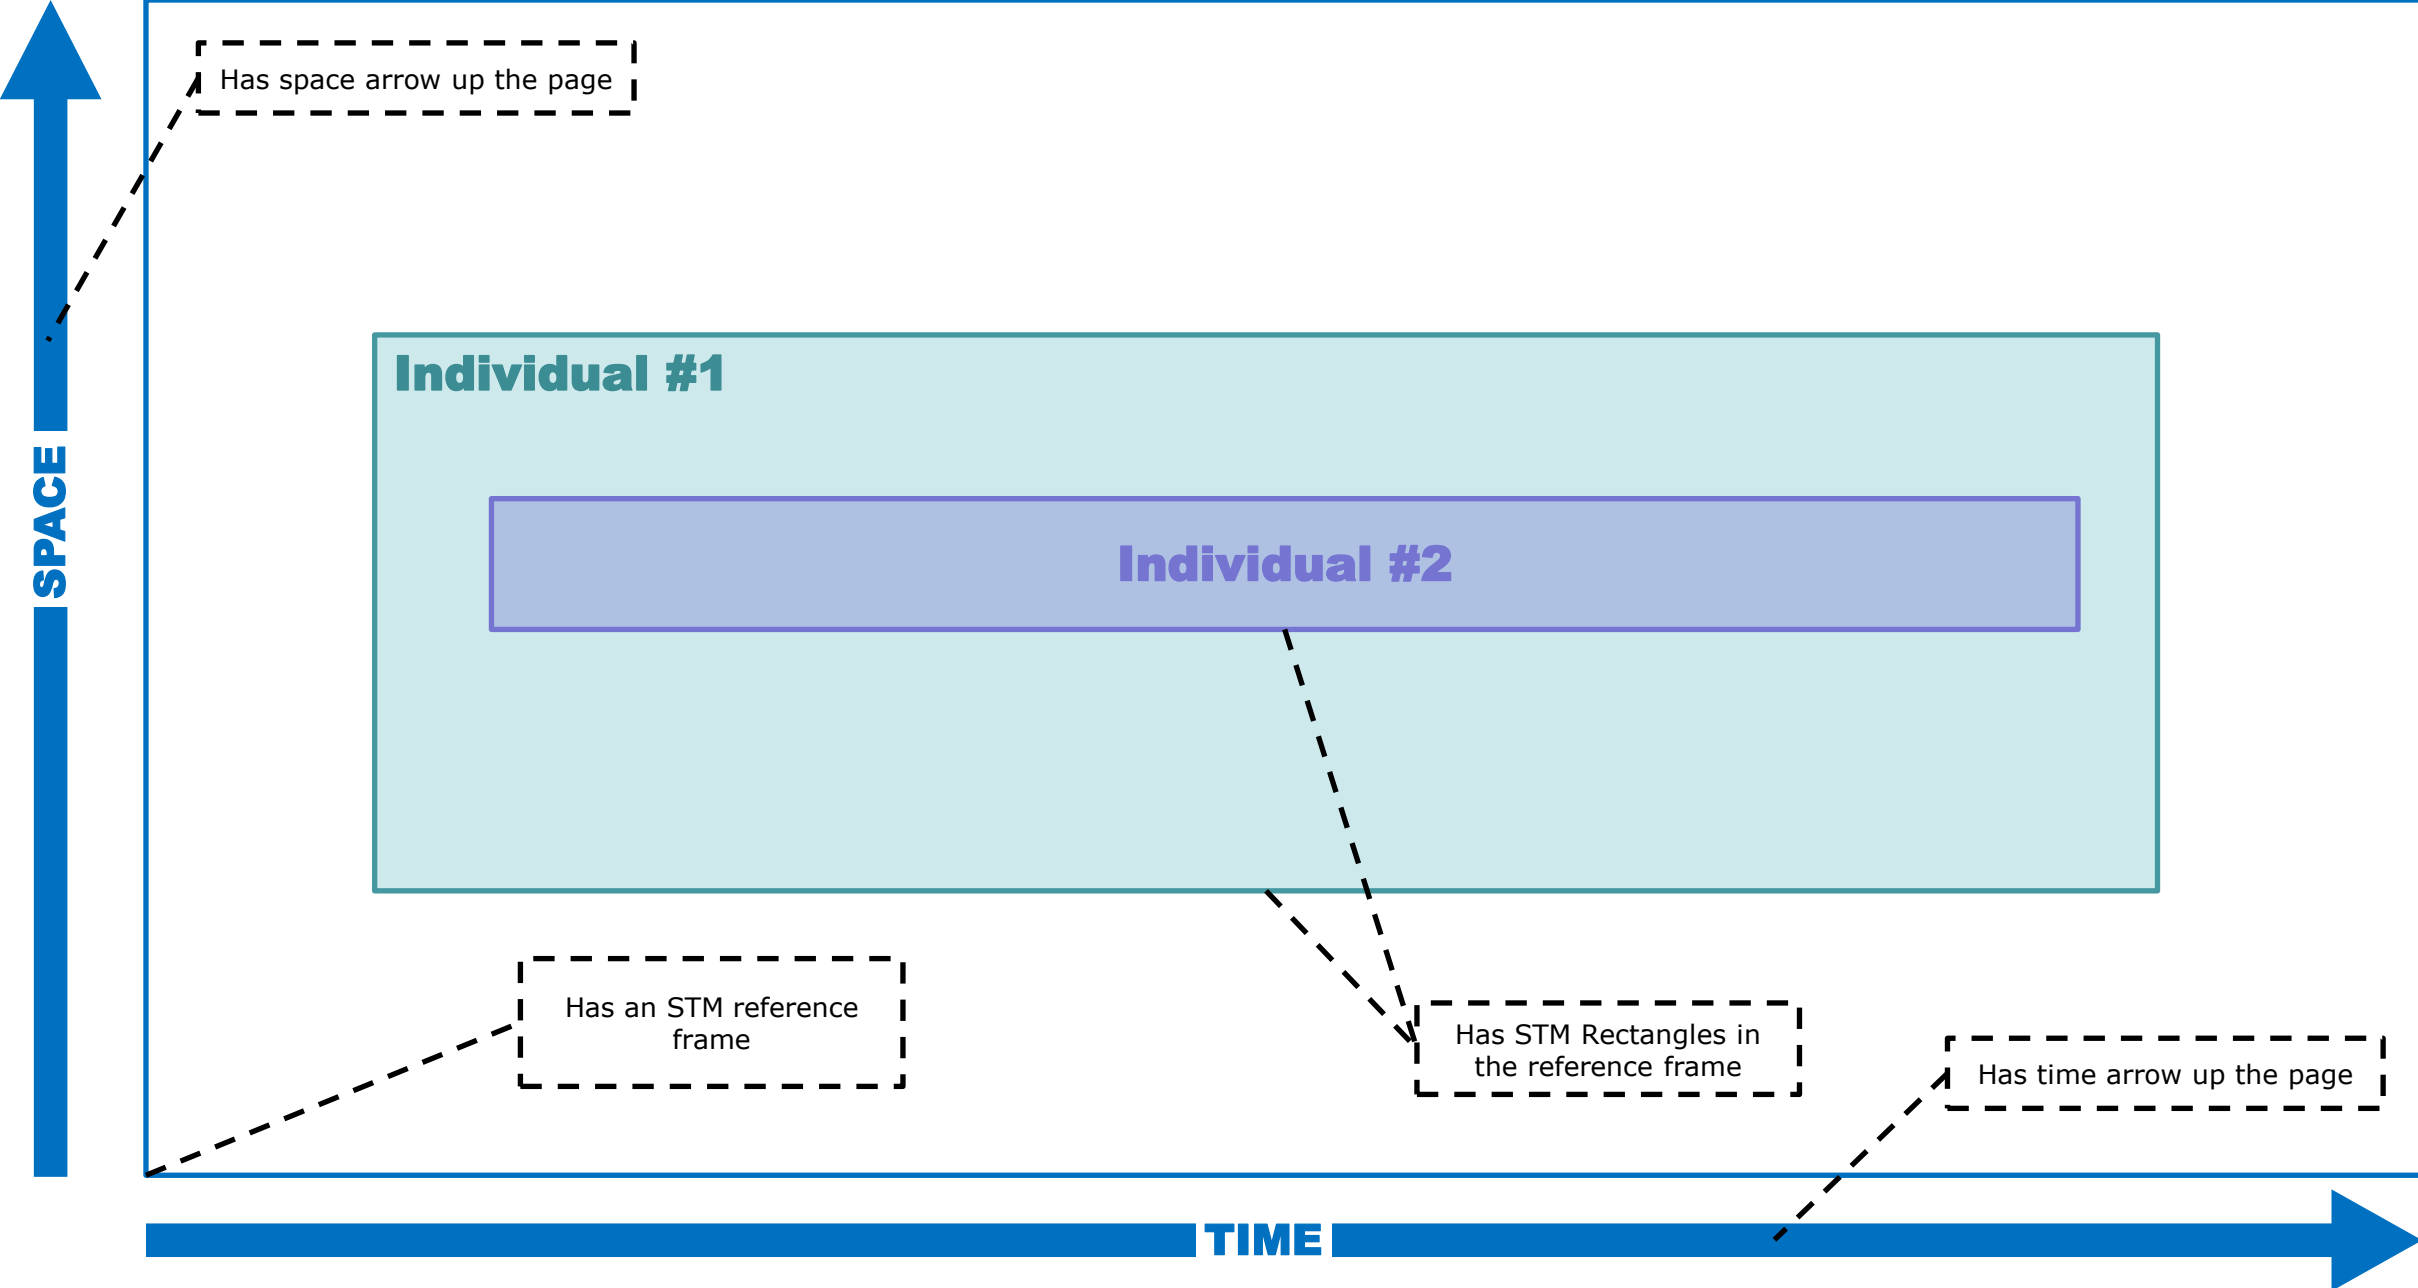 Has space arrow up the page
Individual #1
SPACE
Individual #2
Has an STM reference
frame
Has STM Rectangles in
the reference frame
Has time arrow up the page
TIME